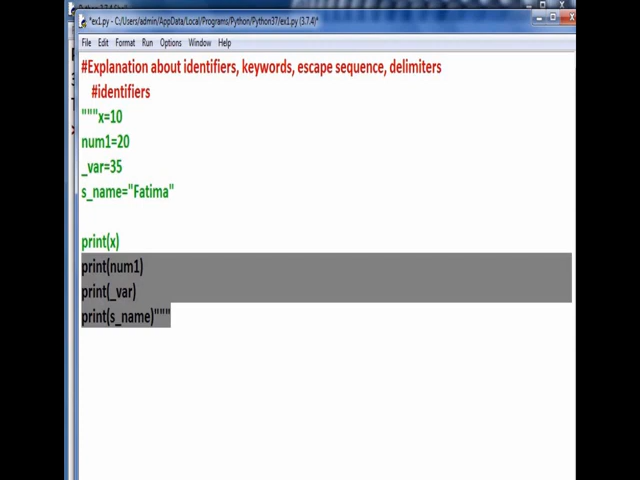 *ex1.py - C:/Users/admin/AppData/Local/Programs/Python/Python37/ex1.py (3.7.4)*
File Edit Format Run Options Window Help
#Explanation about identifiers, keywords, escape sequence, delimiters
#identifiers
"""x=10
num1=20
_var=35
s_name="Fatima"
print(x)
print(num1)
print(_var)
print(s_name)"""